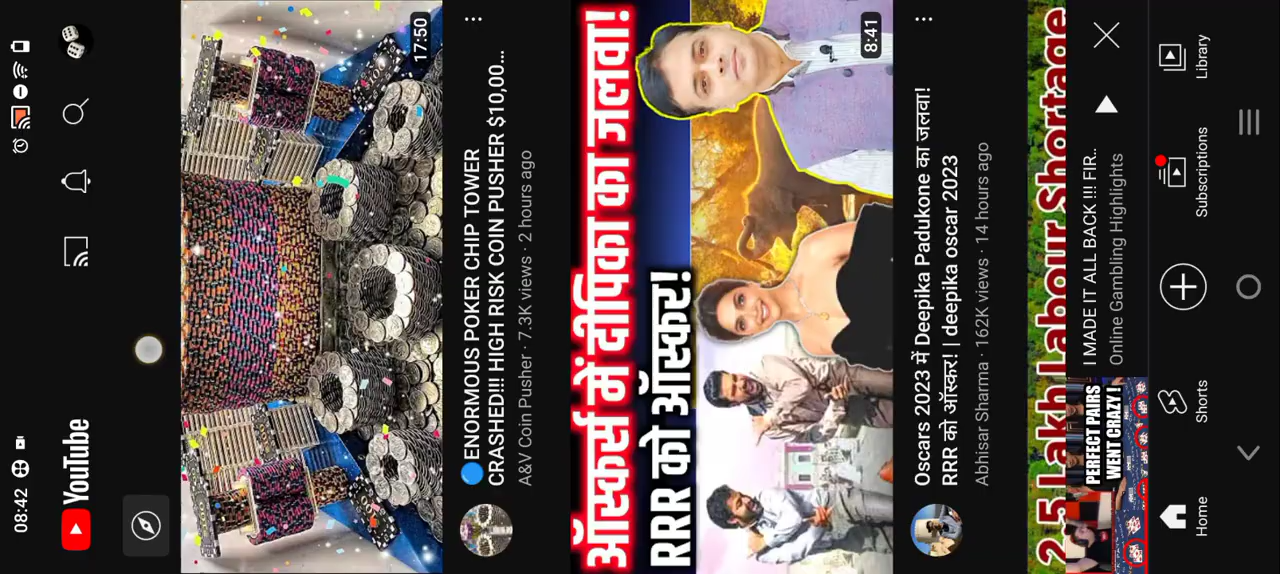 08:42
YouTube
17:50
🔵ENORMOUS POKER CHIP TOWER
CRASHED!!! HIGH RISK COIN PUSHER $10,00...
A&V Coin Pusher · 7.3K views · 2 hours ago
ऑस्कर्स में दीपिका का जलवा!
RRR को ऑस्कर!
8:41
Oscars 2023 में Deepika Padukone का जलवा!
RRR को ऑस्कर! | deepika oscar 2023
Abhisar Sharma · 162K views · 14 hours ago
2.5 Lakh Labour Shortage
PERFECT PAIRS
WENT CRAZY !
I MADE IT ALL BACK !!! FIR..
Online Gambling Highlights
Home
Shorts
Subscriptions
Library